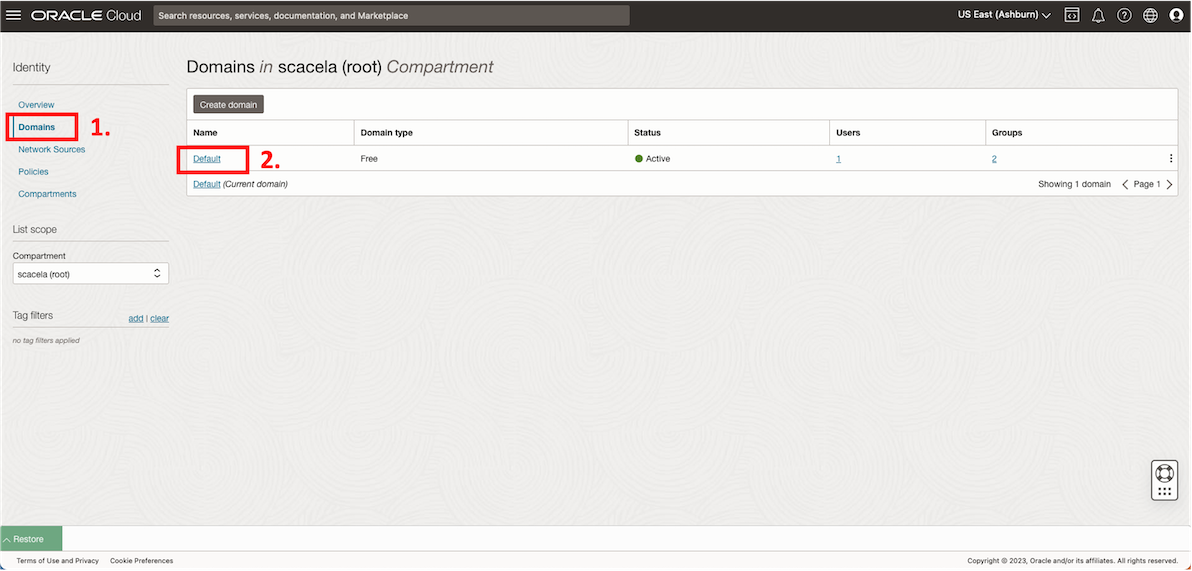 ORACLE Cloud
Search resources, services, documentation, and Marketplace
US East (Ashburn)
Identity
Overview
Domains
1.
Network Sources
Policies
Compartments
List scope
Compartment
scacela (root)
Tag filters
add | clear
no tag filters applied
Domains in scacela (root) Compartment
Create domain
Name Domain type Status Users Groups
Default 2. Free Active 1 2
Default (Current domain) Showing 1 domain Page 1
Restore
Terms of Use and Privacy Cookie Preferences Copyright © 2023, Oracle and/or its affiliates. All rights reserved.